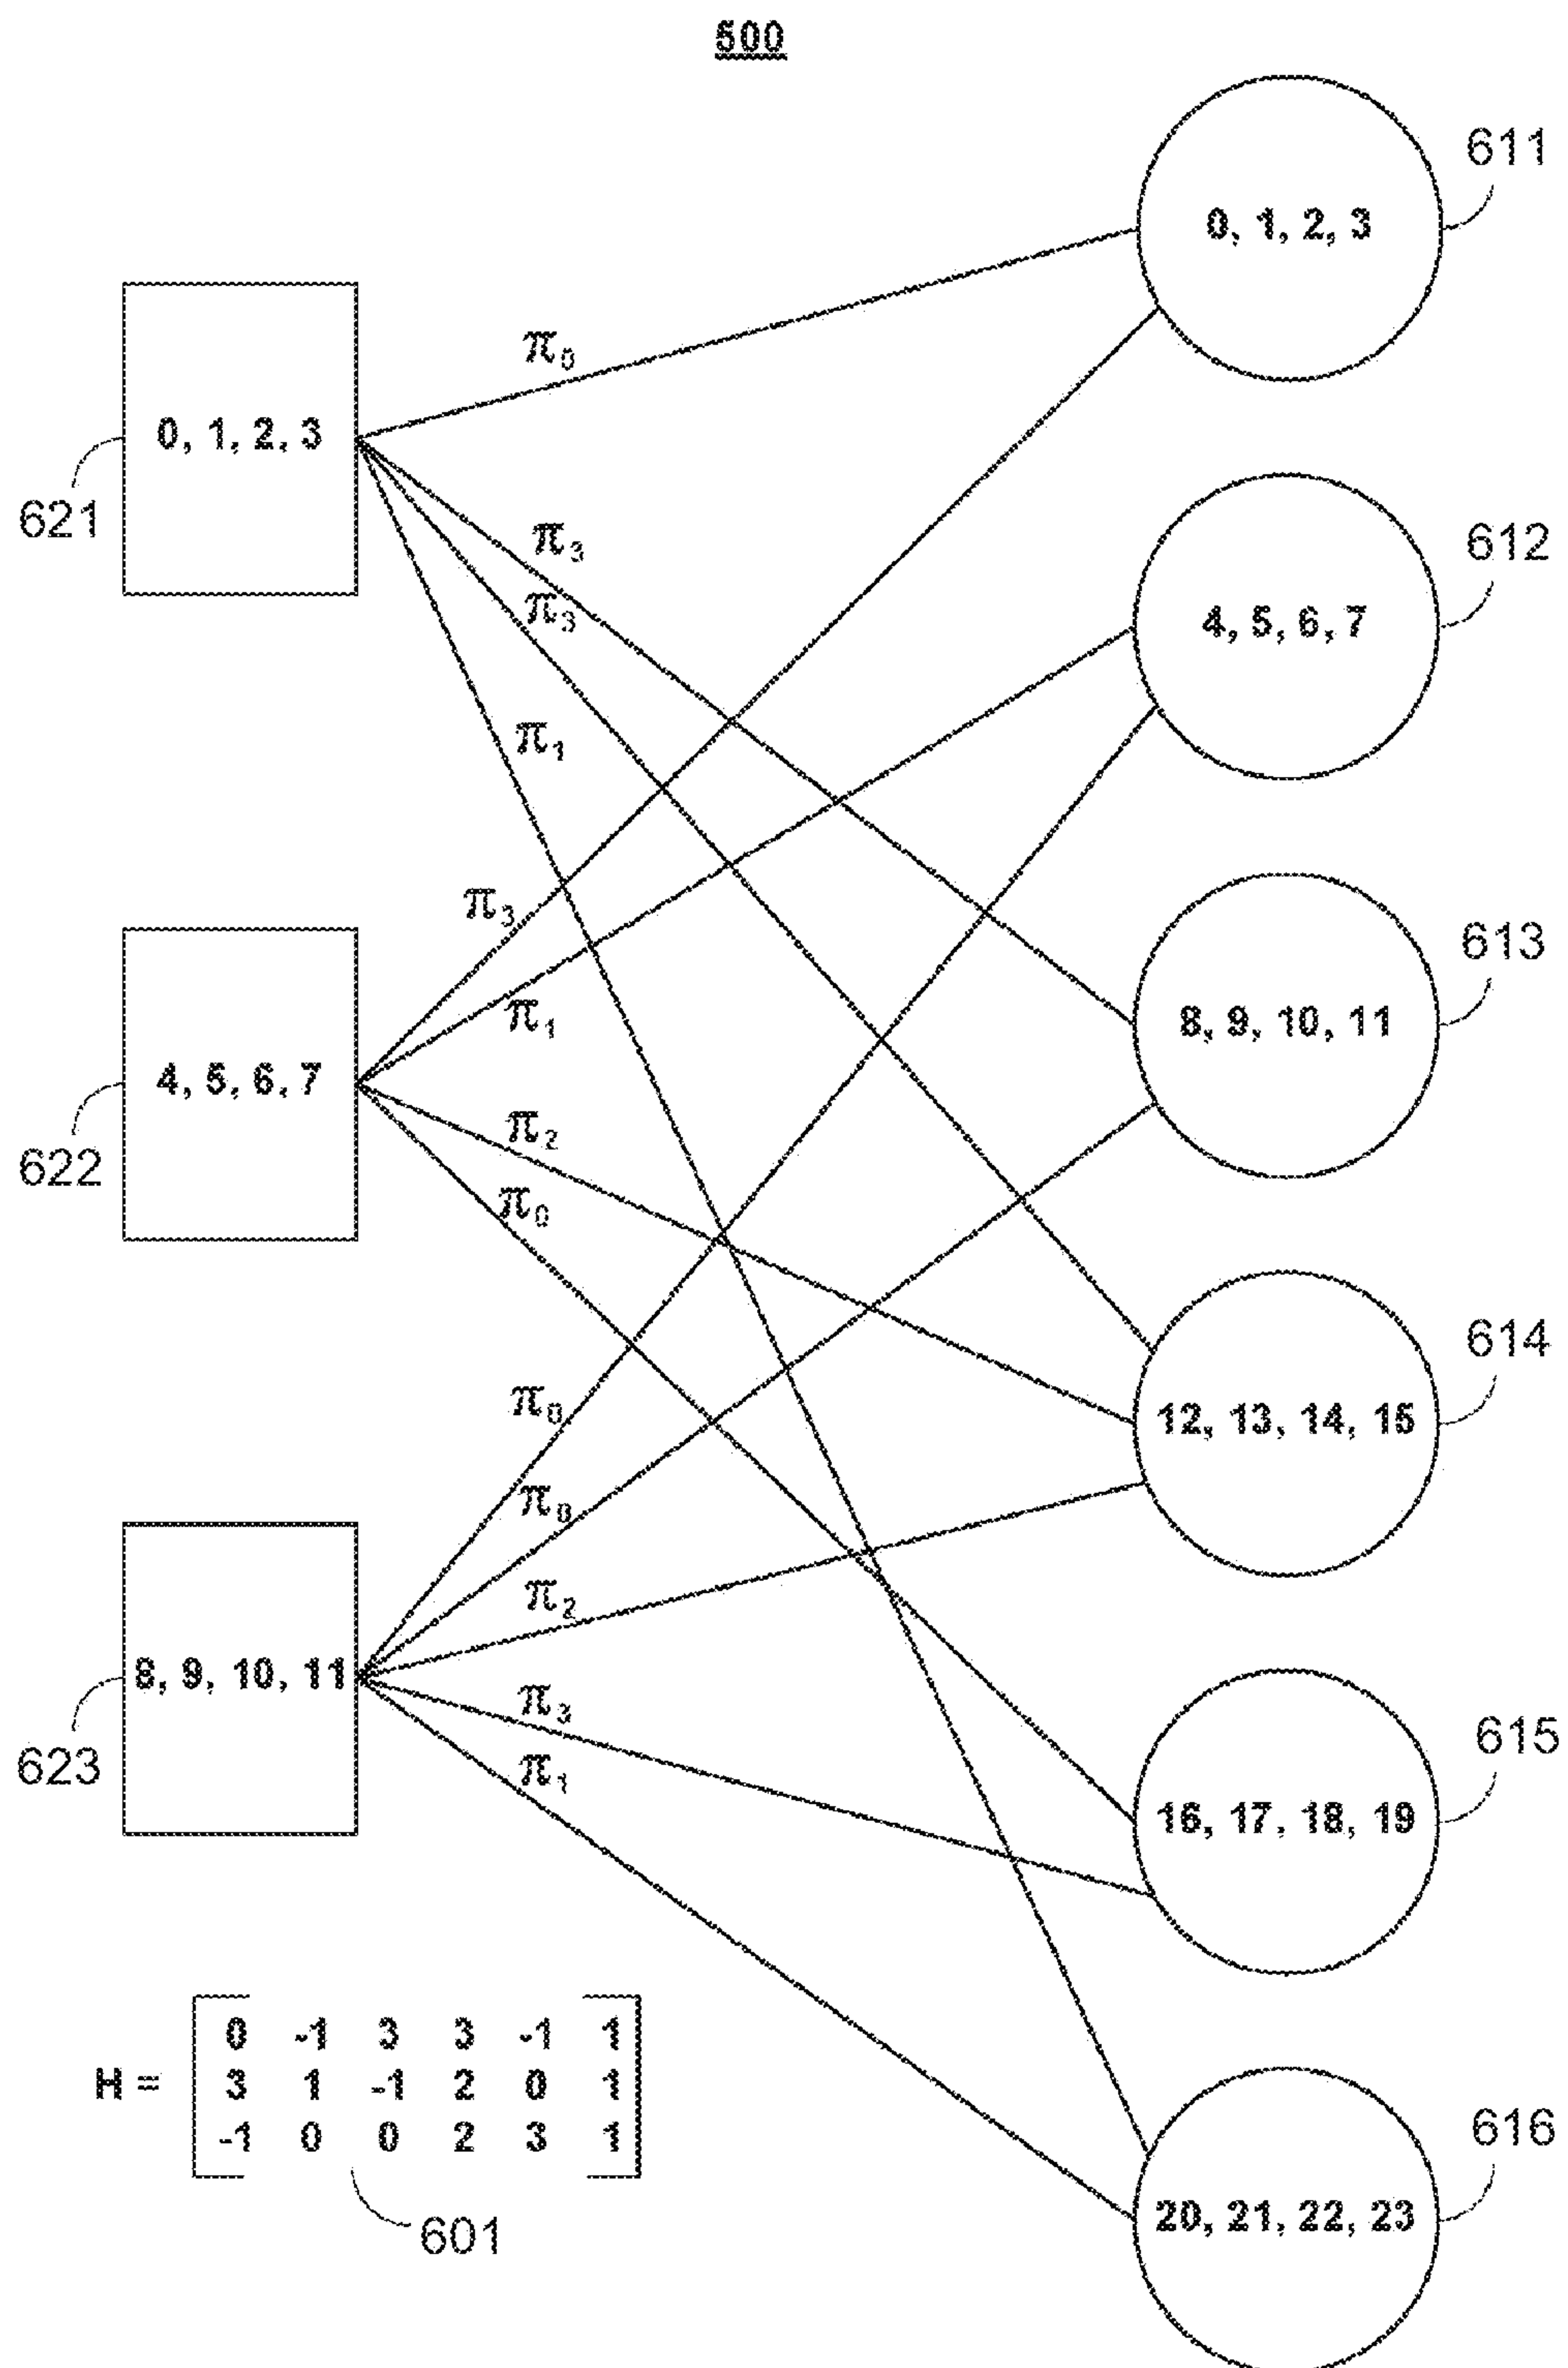 500
611
0, 1, 2, 3
π0
0, 1, 2, 3
621
π3
π3
612
4, 5, 6, 7
π1
π3
613
8, 9, 10, 11
π1
4, 5, 6, 7
622
π2
π0
614
12, 13, 14, 15
π0
π0
π2
8, 9, 10, 11
623
π3
π1
615
16, 17, 18, 19
H =
0 -1 3 3 -1 1
3 1 -1 2 0 1
-1 0 0 2 3 1
601
616
20, 21, 22, 23